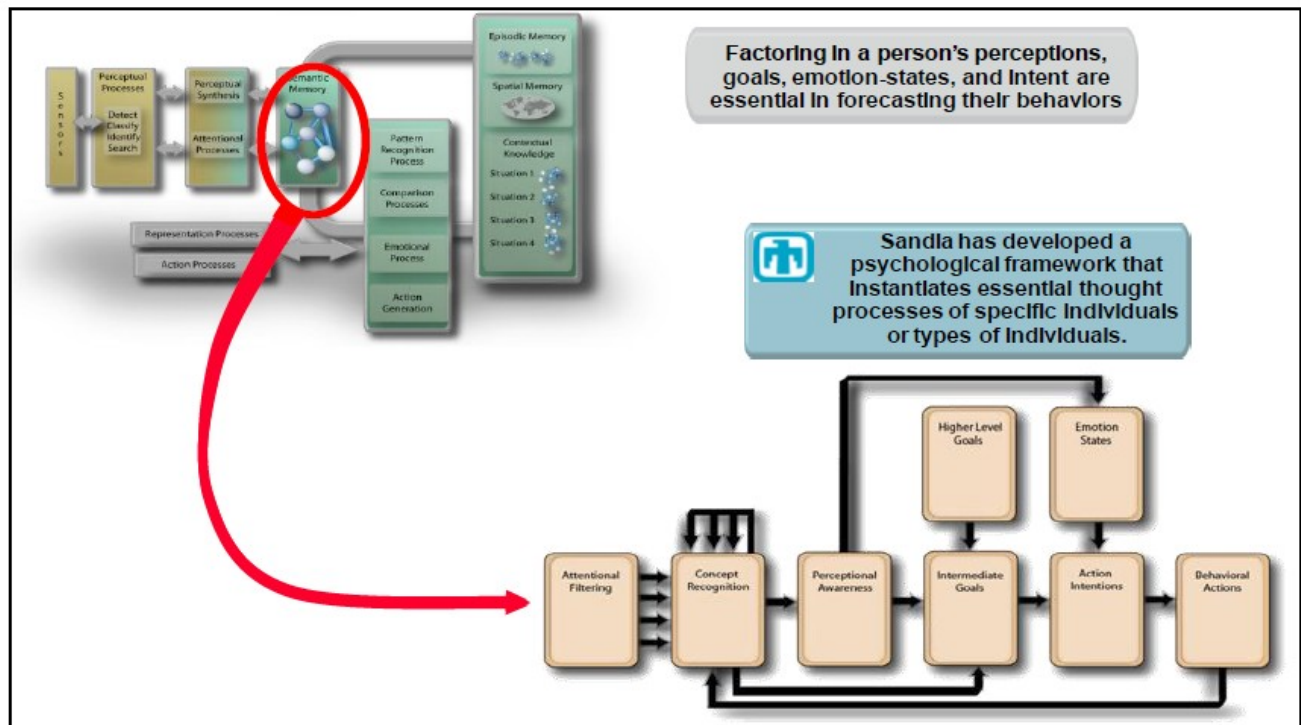 Factoring in a person's perceptions,
goals, emotion-states, and intent are
essential in forecasting their behaviors
Sensors
Perceptual
Processes
Detect
Classify
Identify
Search
Perceptual
Synthesis
Attentional
Processes
Semantic
Memory
Representation Processes
Action Processes
Pattern
Recognition
Process
Comparison
Processes
Emotional
Process
Action
Generation
Episodic Memory
Spatial Memory
Contextual
Knowledge
Situation 1
Situation 2
Situation 3
Situation 4
Sandia has developed a
psychological framework that
instantiates essential thought
processes of specific individuals
or types of individuals.
Higher Level
Goals
Emotion
States
Attentional
Filtering
Concept
Recognition
Perceptional
Awareness
Intermediate
Goals
Action
Intentions
Behavioral
Actions